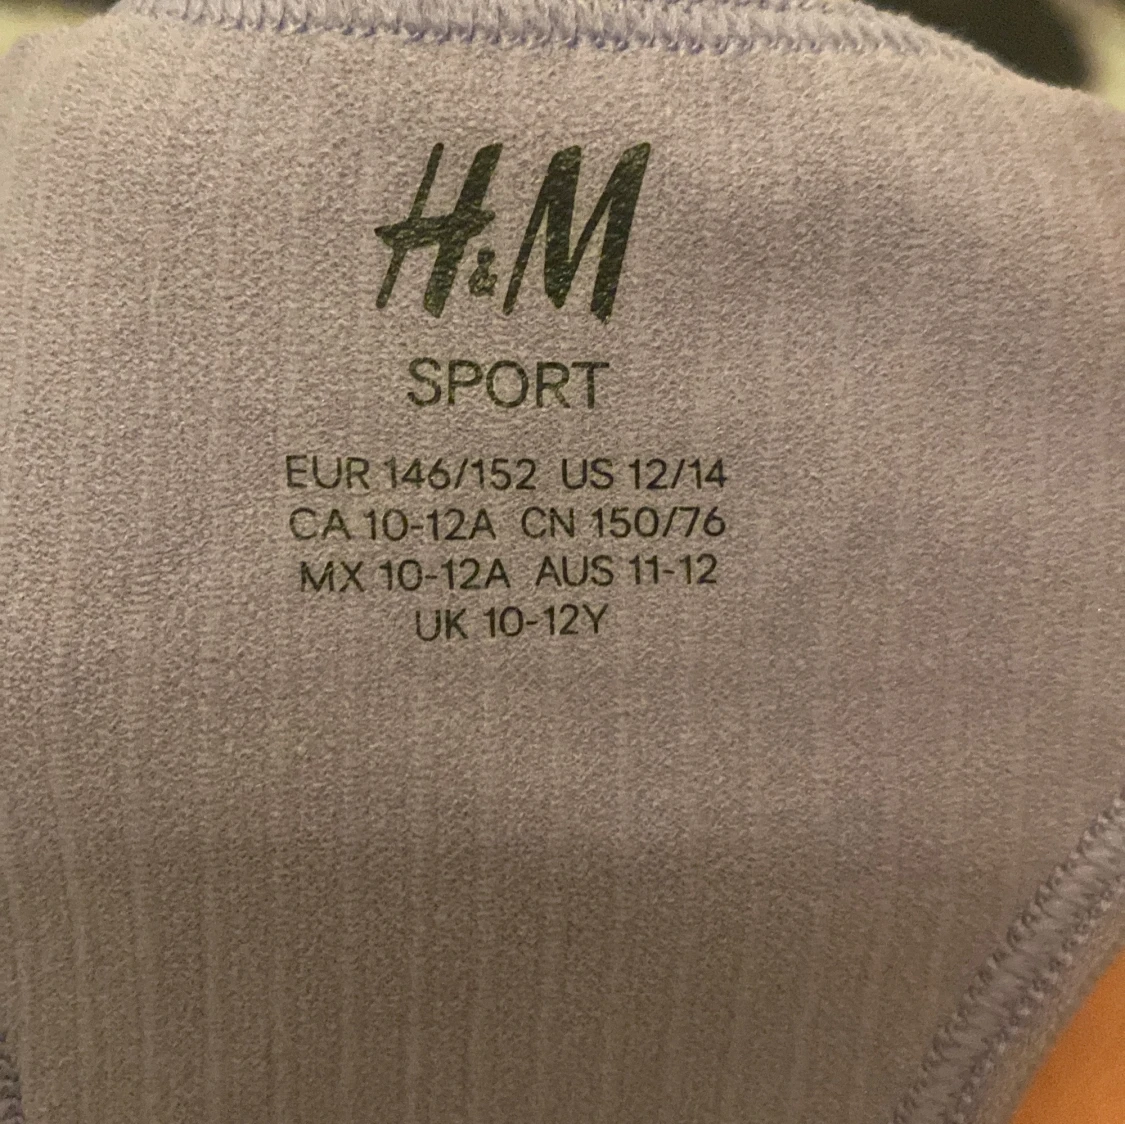 H&M
SPORT
EUR 146/152 US 12/14
CA 10-12A CN 150/76
MX 10-12A AUS 11-12
UK 10-12Y